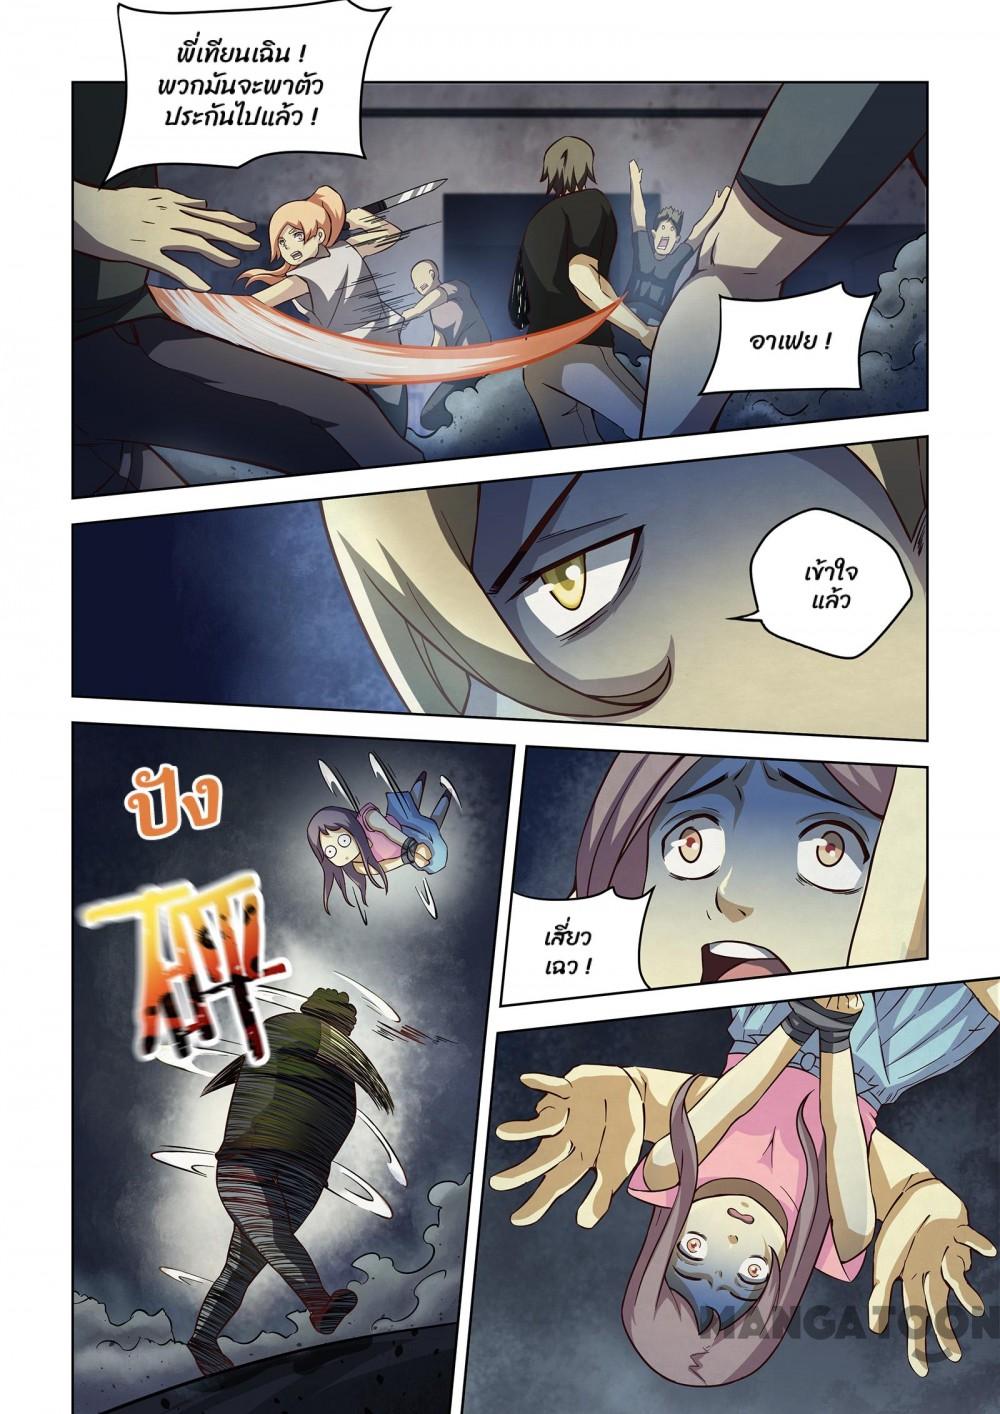 พี่เทียนเฉิน !
พวกมันจะพาตัว
ประกันไปแล้ว !
อาเฟย !
เข้าใจ
แล้ว
ปัง
เสี่ยว
เฉว !
MANGATOON